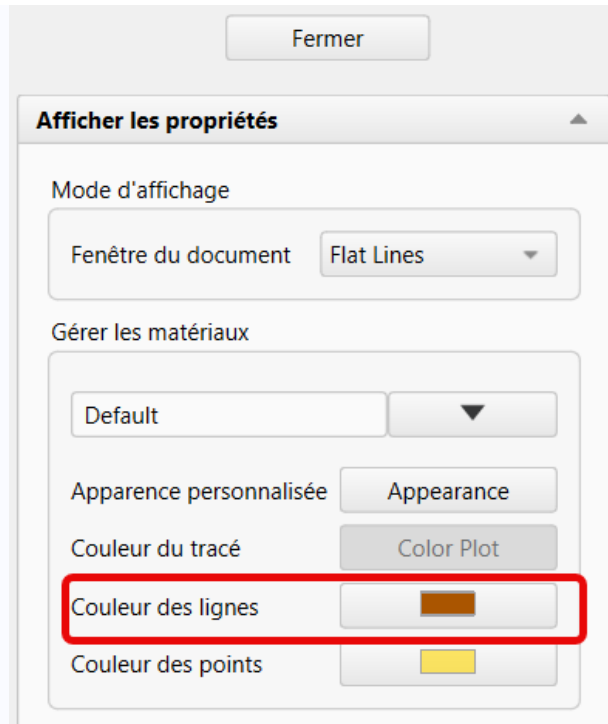 Fermer
Afficher les propriétés
Mode d'affichage
Fenêtre du document Flat Lines
Gérer les matériaux
Default
Apparence personnalisée Appearance
Couleur du tracé Color Plot
Couleur des lignes
Couleur des points